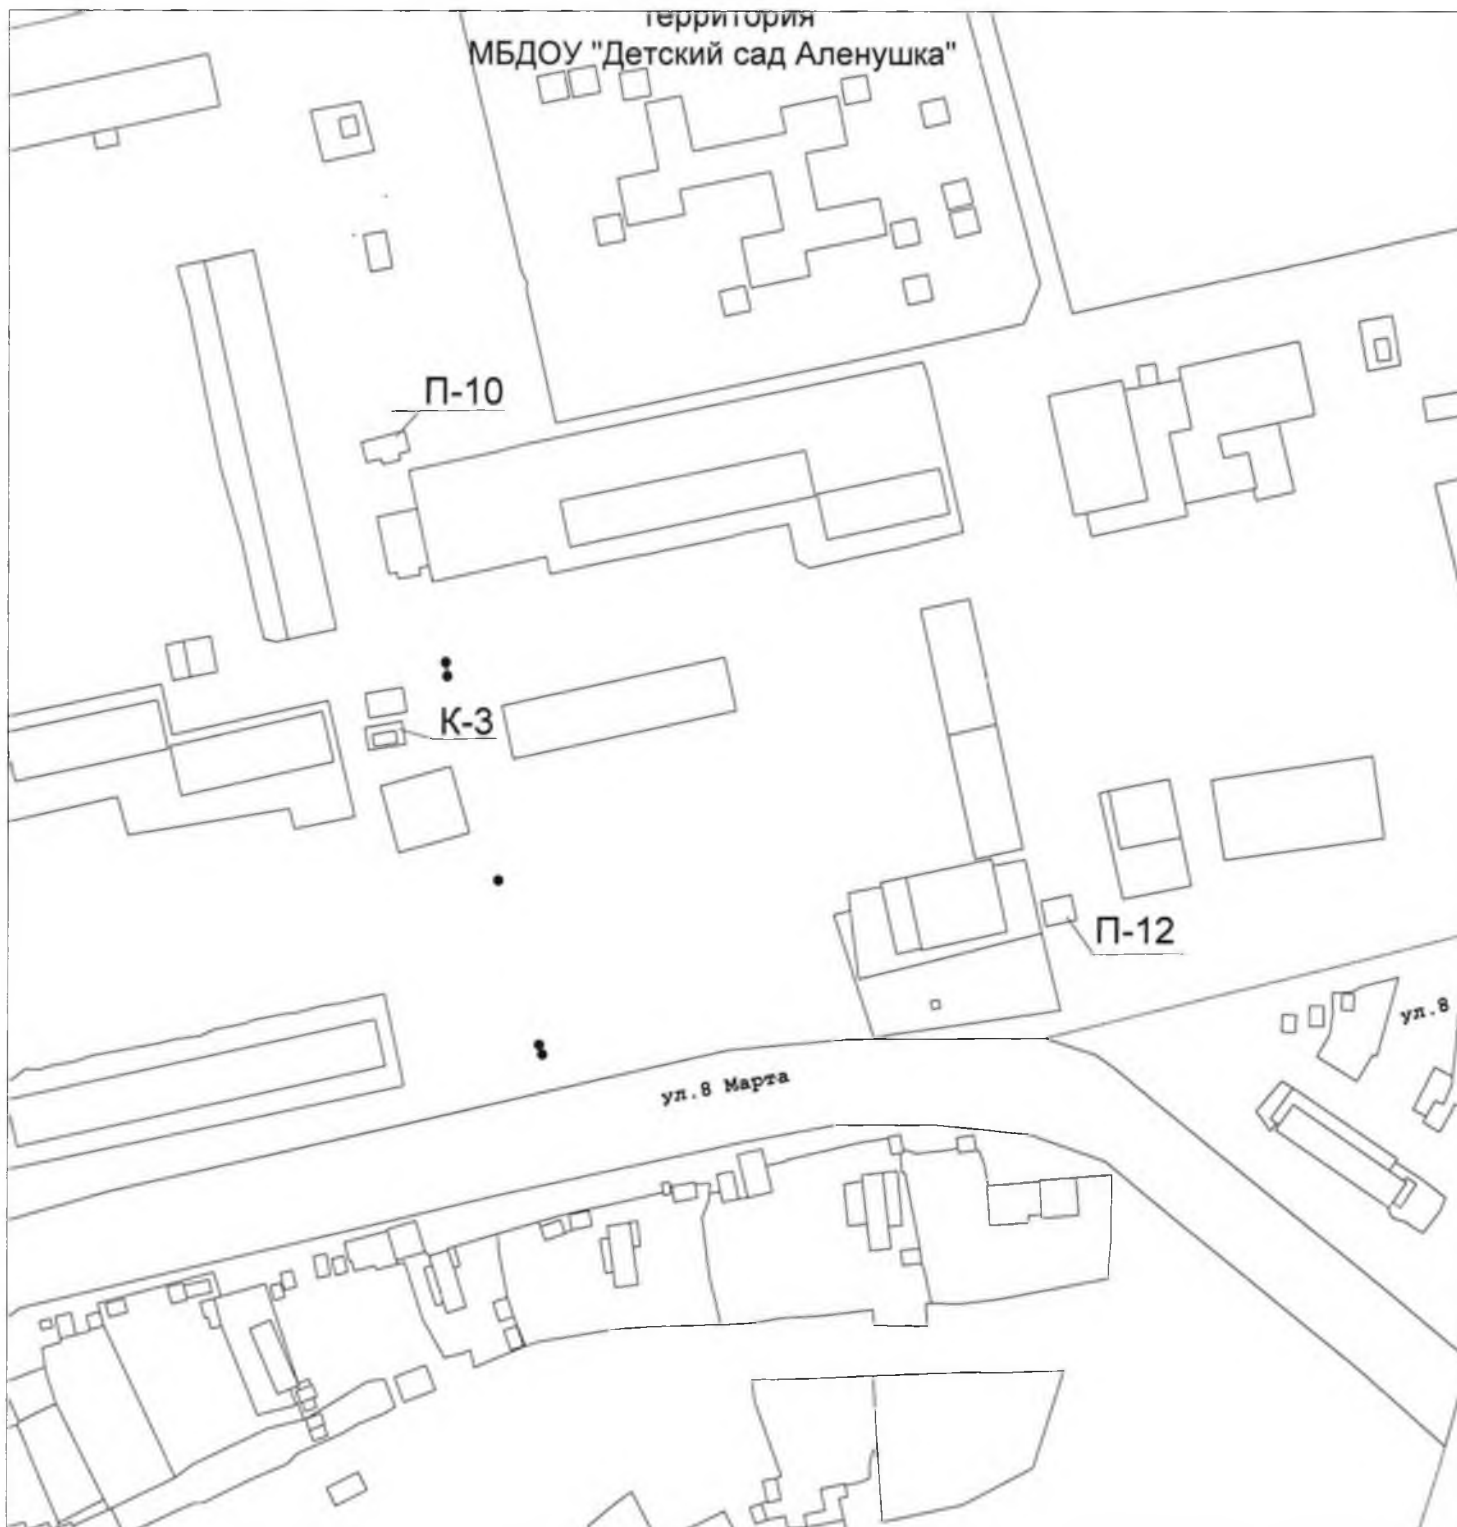 территория
МБДОУ "Детский сад Аленушка"
П-10
К-3
П-12
ул.8
ул.8 Марта